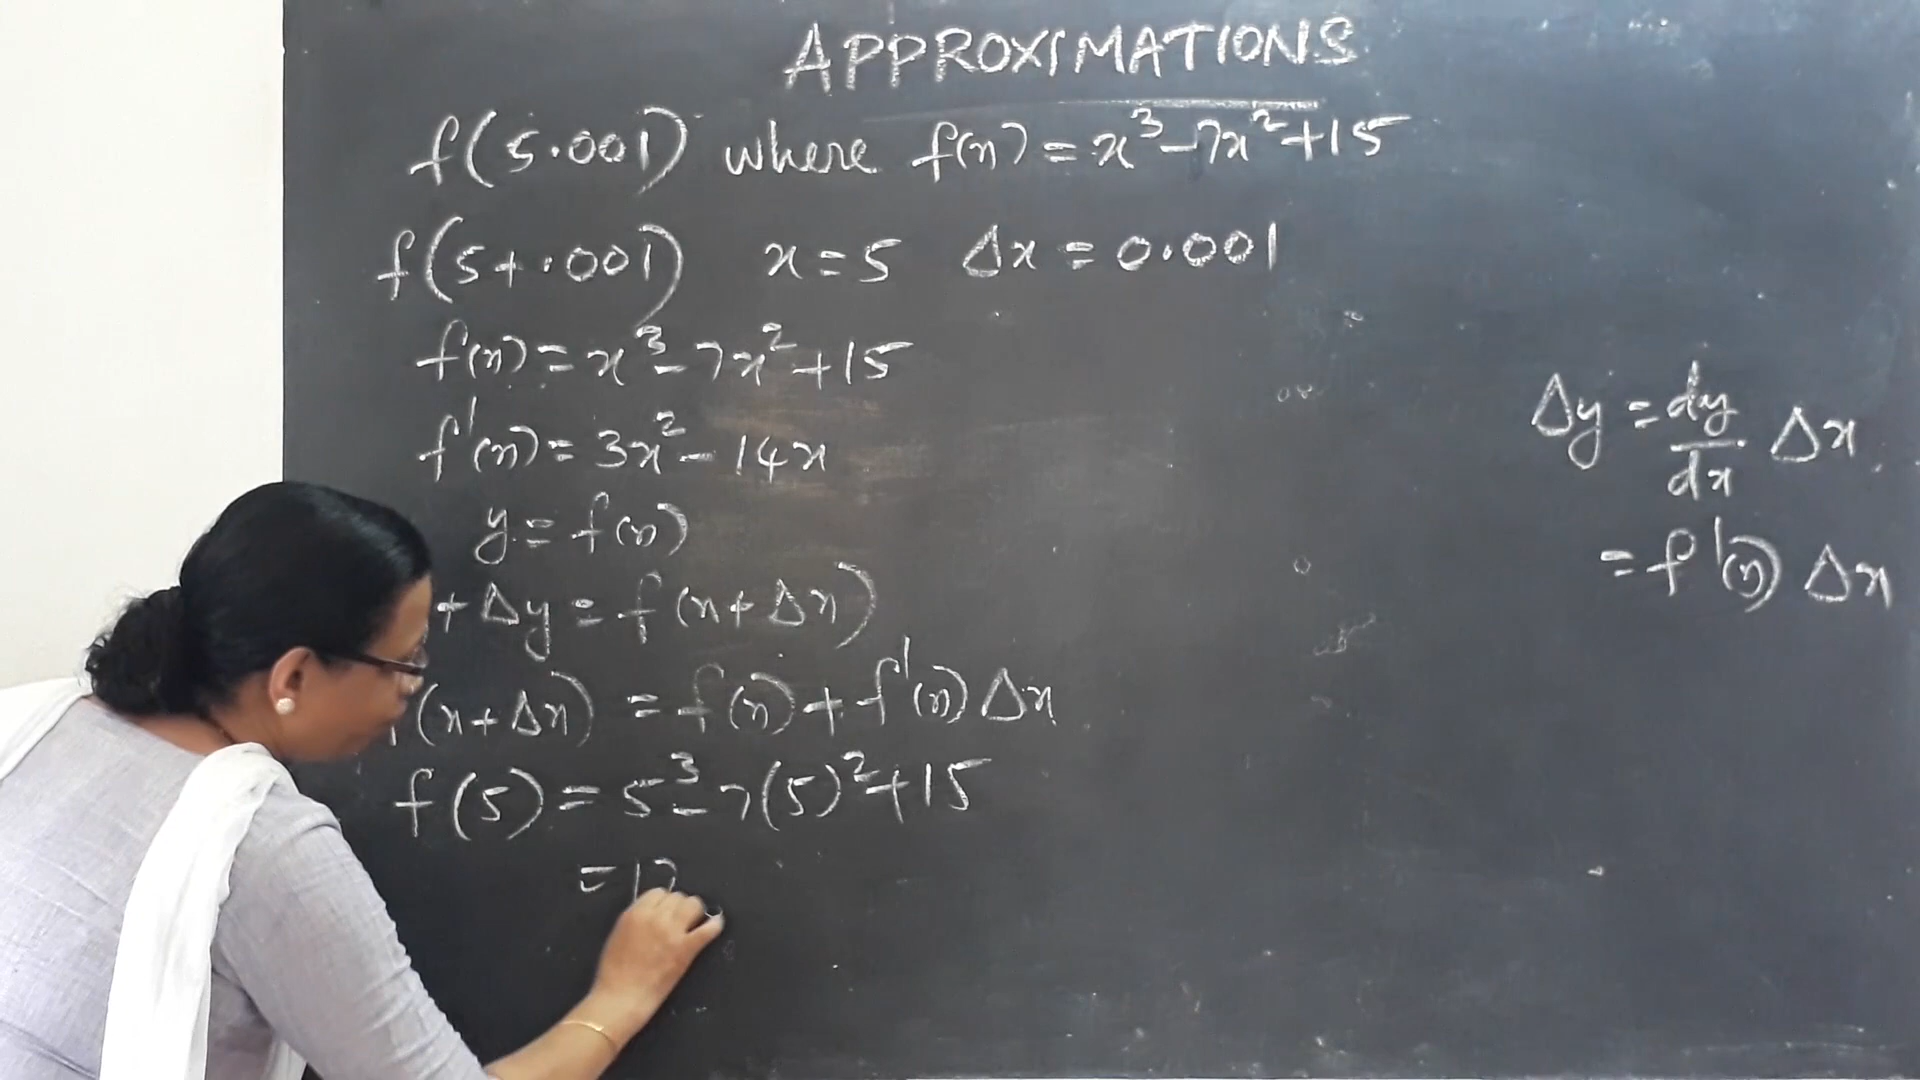 APPROXIMATIONS
f(5.001) where f(x) = x³-7x²+15
f(5+.001) x=5 Δx = 0.001
f(x) = x³-7x²+15
f'(x) = 3x²-14x
y = f(x)
+ Δy = f(x+Δx)
(x+Δx) = f(x)+f'(x) Δx
f(5) = 5³-7(5)²+15
= 12
Δy = dy/dx Δx
= f'(x) Δx